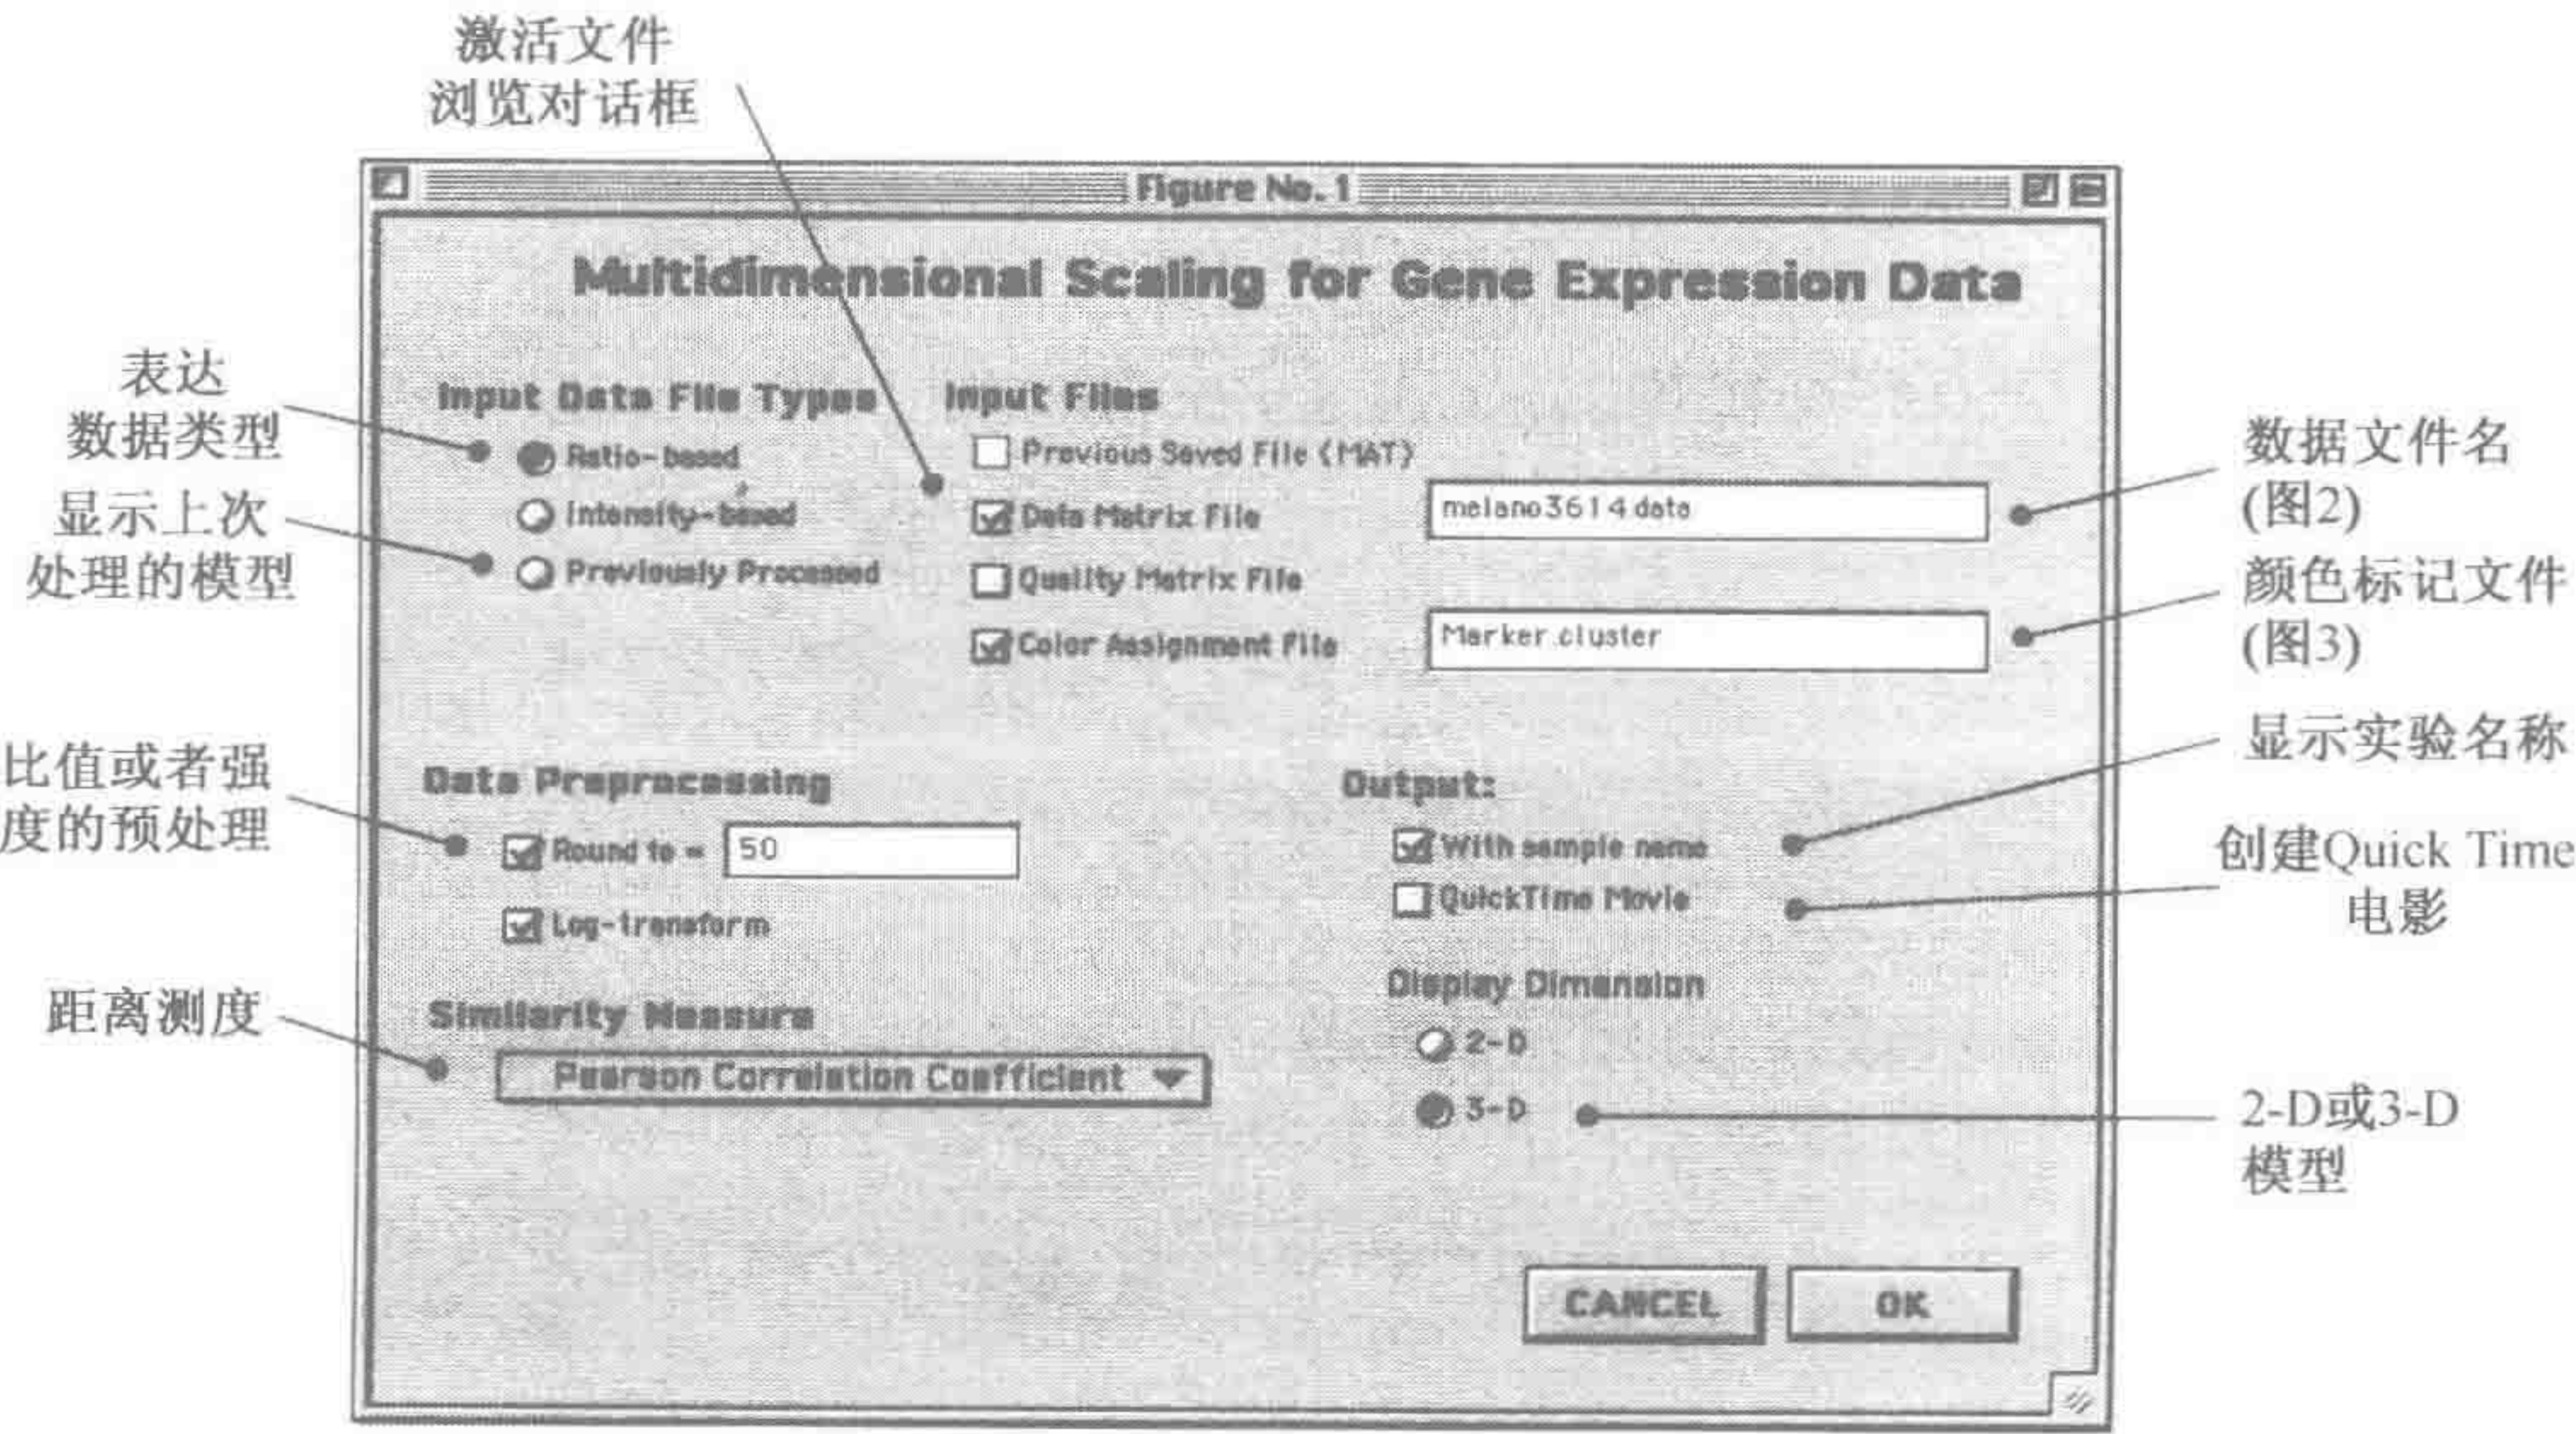 激活文件
浏览对话框
Figure No. 1
Multidimensional Scaling for Gene Expression Data
表达
数据类型
显示上次
处理的模型
Input Data File Types
Ratio-based
Intensity-based
Previously Processed
Input Files
Previous Saved File (MAT)
Data Matrix File
melano3614data
Quality Matrix File
Color Assignment File
Marker.cluster
数据文件名
(图2)
颜色标记文件
(图3)
比值或者强
度的预处理
Data Preprocessing
Round to = 50
Log-transform
距离测度
Similarity Measure
Pearson Correlation Coefficient
Output:
With sample name
QuickTime Movie
Display Dimension
2-D
3-D
显示实验名称
创建Quick Time
电影
2-D或3-D
模型
CANCEL
OK